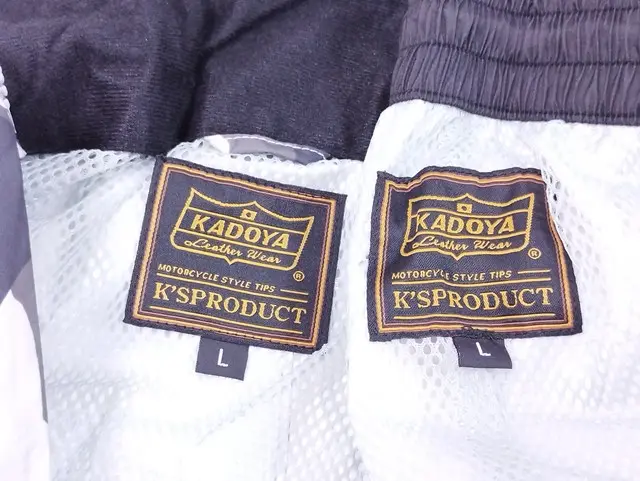 KADOYA
Leather Wear
®
MOTORCYCLE STYLE TIPS
K'SPRODUCT
L
KADOYA
Leather Wear
®
MOTORCYCLE STYLE TIPS
K'SPRODUCT
L